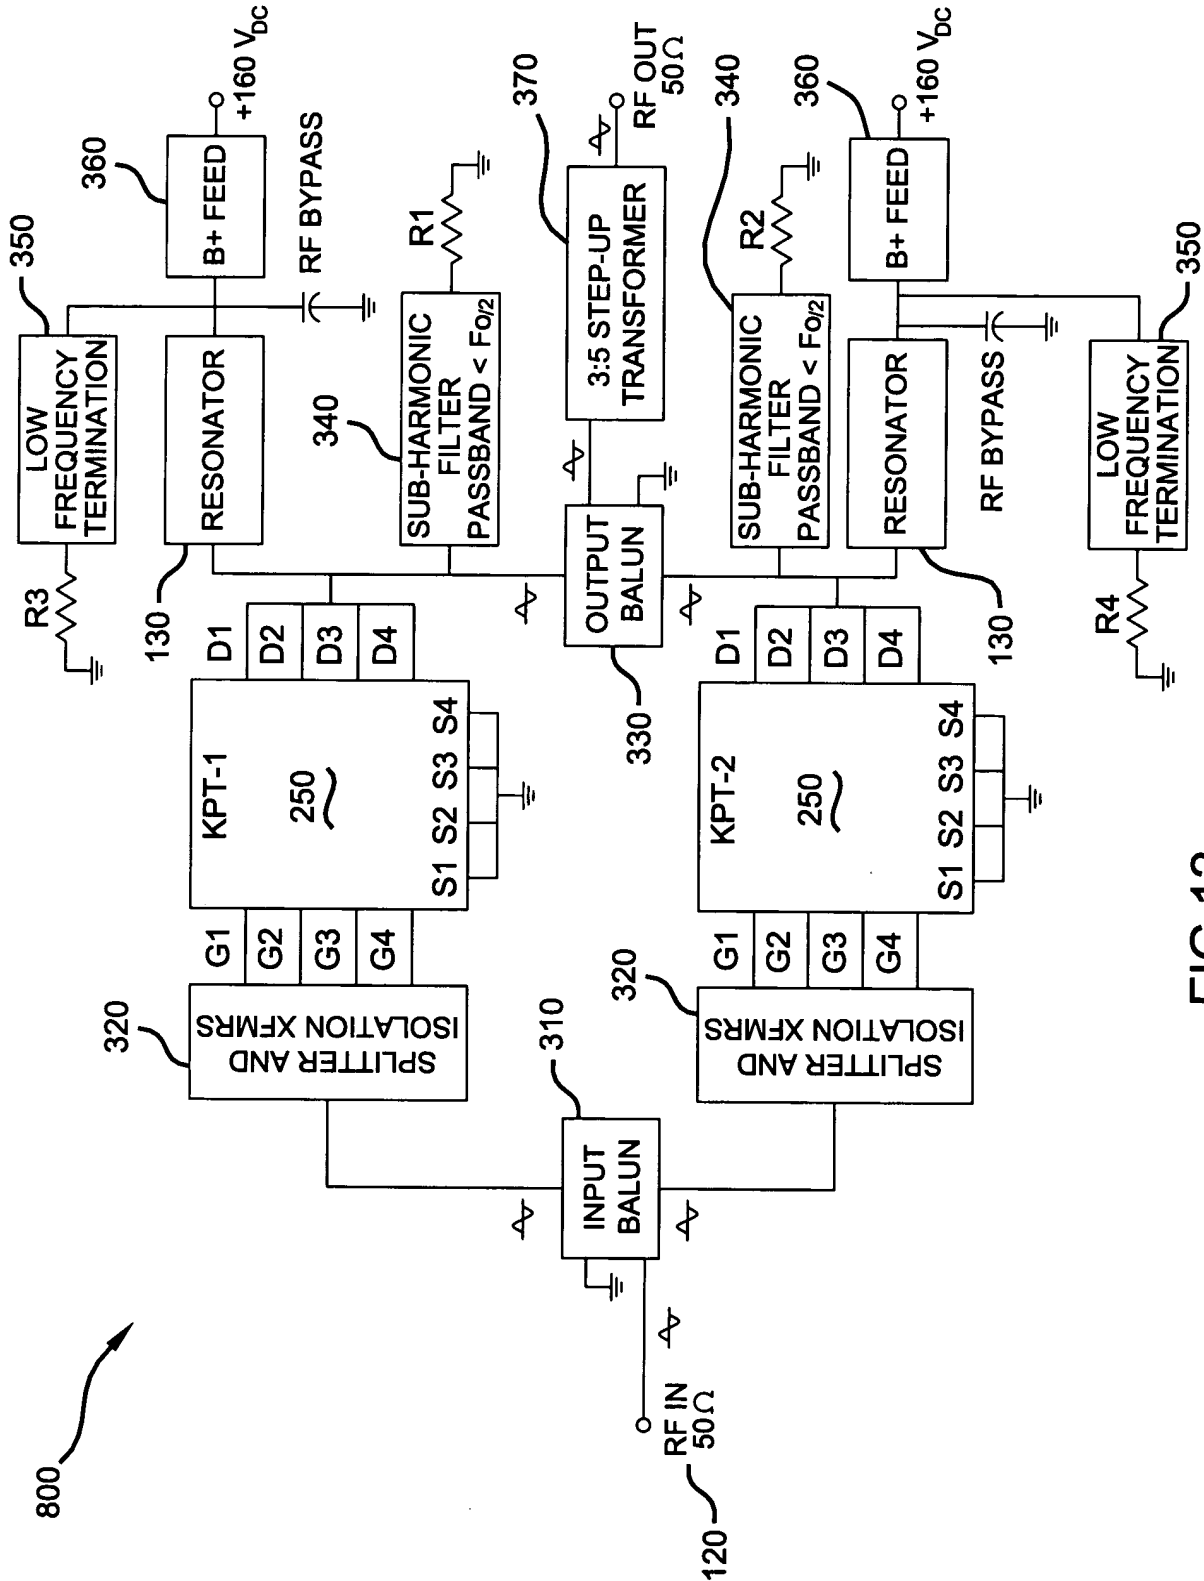 800
120
RF IN
50Ω
INPUT
BALUN
310
SPLITTER AND
ISOLATION XFMRS
320
G1
G2
G3
G4
KPT-1
250
S1 S2 S3 S4
D1
D2
D3
D4
130
RESONATOR
R3
LOW
FREQUENCY
TERMINATION
350
B+ FEED
360
+160 VDC
RF BYPASS
340
SUB-HARMONIC
FILTER
PASSBAND < Fo/2
R1
330
OUTPUT
BALUN
3:5 STEP-UP
TRANSFORMER
370
RF OUT
50Ω
SPLITTER AND
ISOLATION XFMRS
320
G1
G2
G3
G4
KPT-2
250
S1 S2 S3 S4
D1
D2
D3
D4
SUB-HARMONIC
FILTER
PASSBAND < Fo/2
R2
340
130
RESONATOR
B+ FEED
360
+160 VDC
RF BYPASS
R4
LOW
FREQUENCY
TERMINATION
350